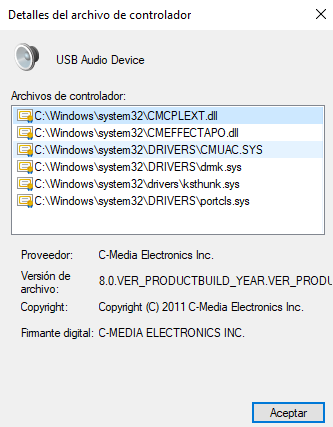 Detalles del archivo de controlador
USB Audio Device
Archivos de controlador:
C:\Windows\system32\CMCPLEXT.dll
C:\Windows\system32\CMEFFECTAPO.dll
C:\Windows\system32\DRIVERS\CMUAC.SYS
C:\Windows\system32\DRIVERS\drmk.sys
C:\Windows\system32\drivers\ksthunk.sys
C:\Windows\system32\DRIVERS\portcls.sys
Proveedor: C-Media Electronics Inc.
Versión de archivo: 8.0.VER_PRODUCTBUILD_YEAR.VER_PRODU
Copyright: Copyright (C) 2011 C-Media Electronics Inc.
Firmante digital: C-MEDIA ELECTRONICS INC.
Aceptar